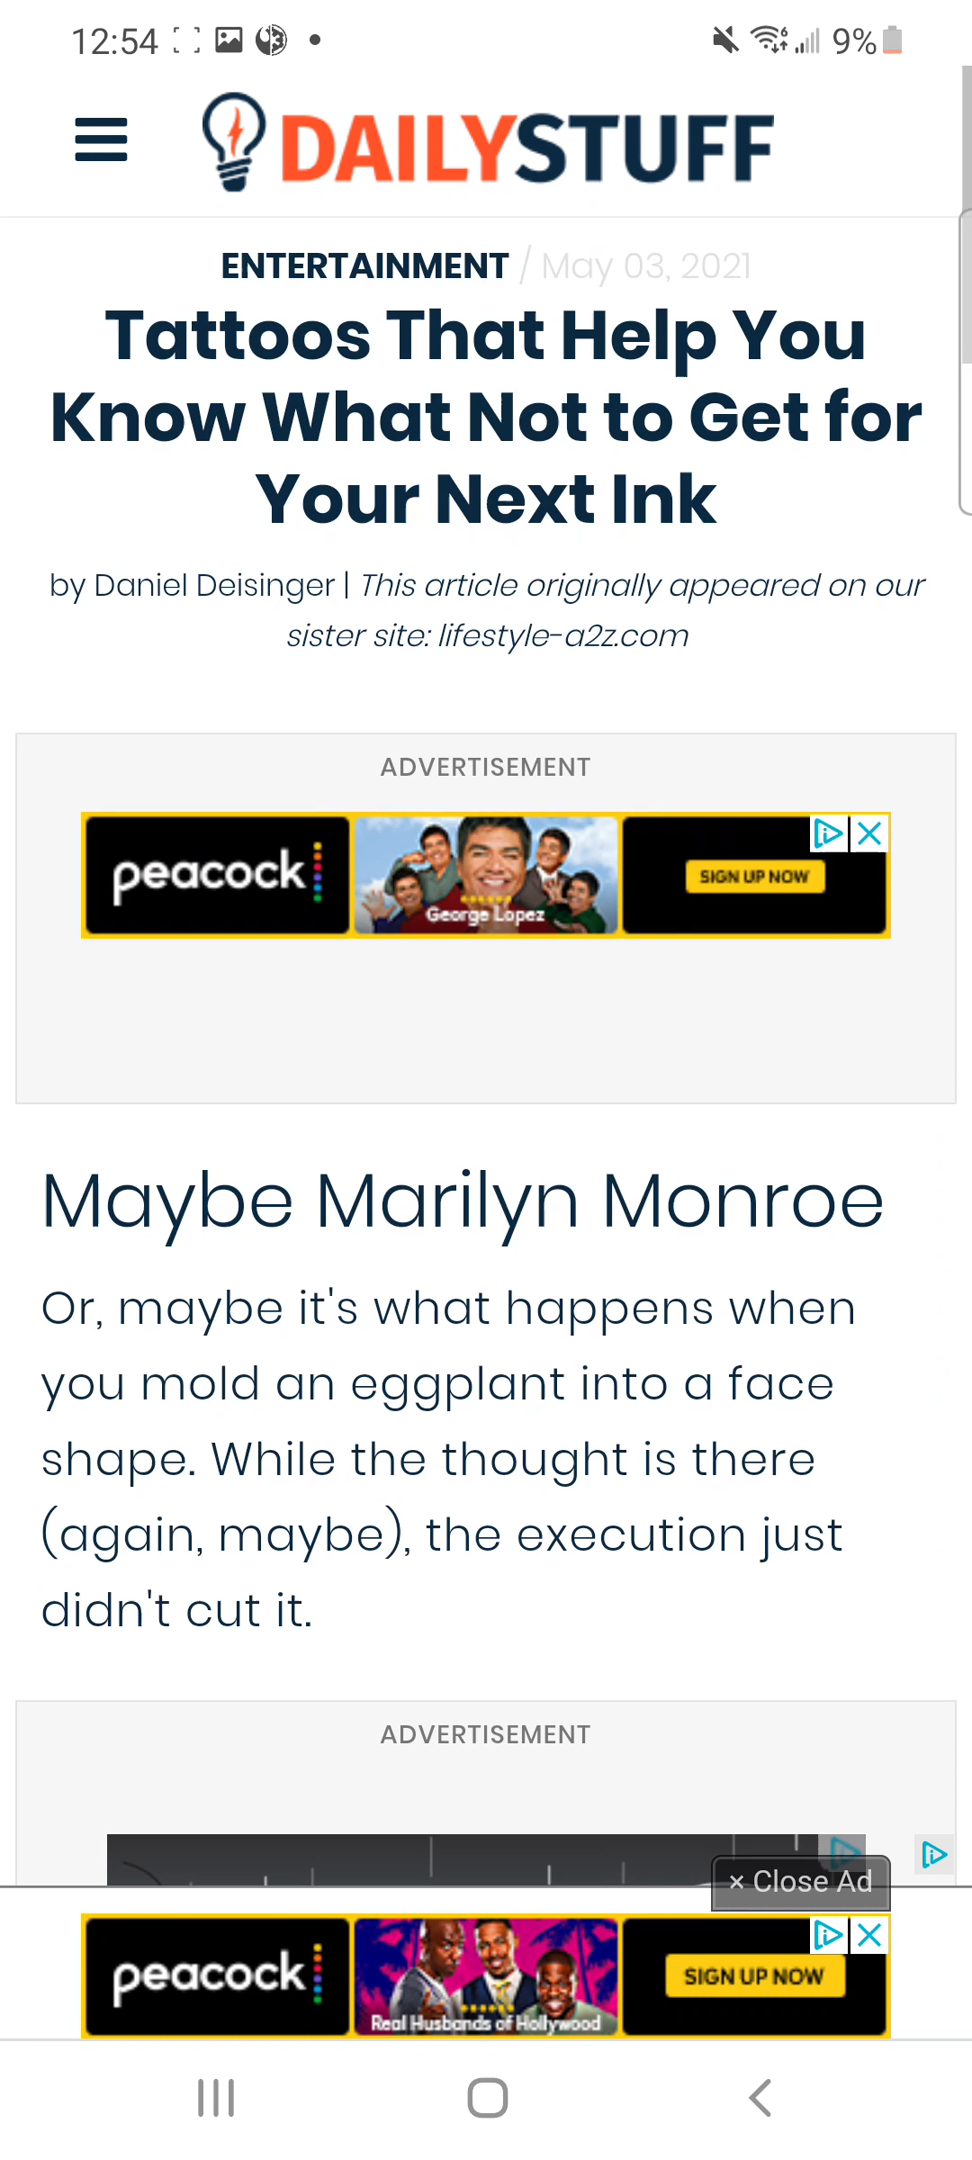 12:54
9%
DAILYSTUFF
ENTERTAINMENT / May 03, 2021
Tattoos That Help You
Know What Not to Get for
Your Next Ink
by Daniel Deisinger | This article originally appeared on our
sister site: lifestyle-a2z.com
ADVERTISEMENT
peacock
George Lopez
SIGN UP NOW
Maybe Marilyn Monroe
Or, maybe it's what happens when
you mold an eggplant into a face
shape. While the thought is there
(again, maybe), the execution just
didn't cut it.
ADVERTISEMENT
× Close Ad
peacock
Real Husbands of Hollywood
SIGN UP NOW